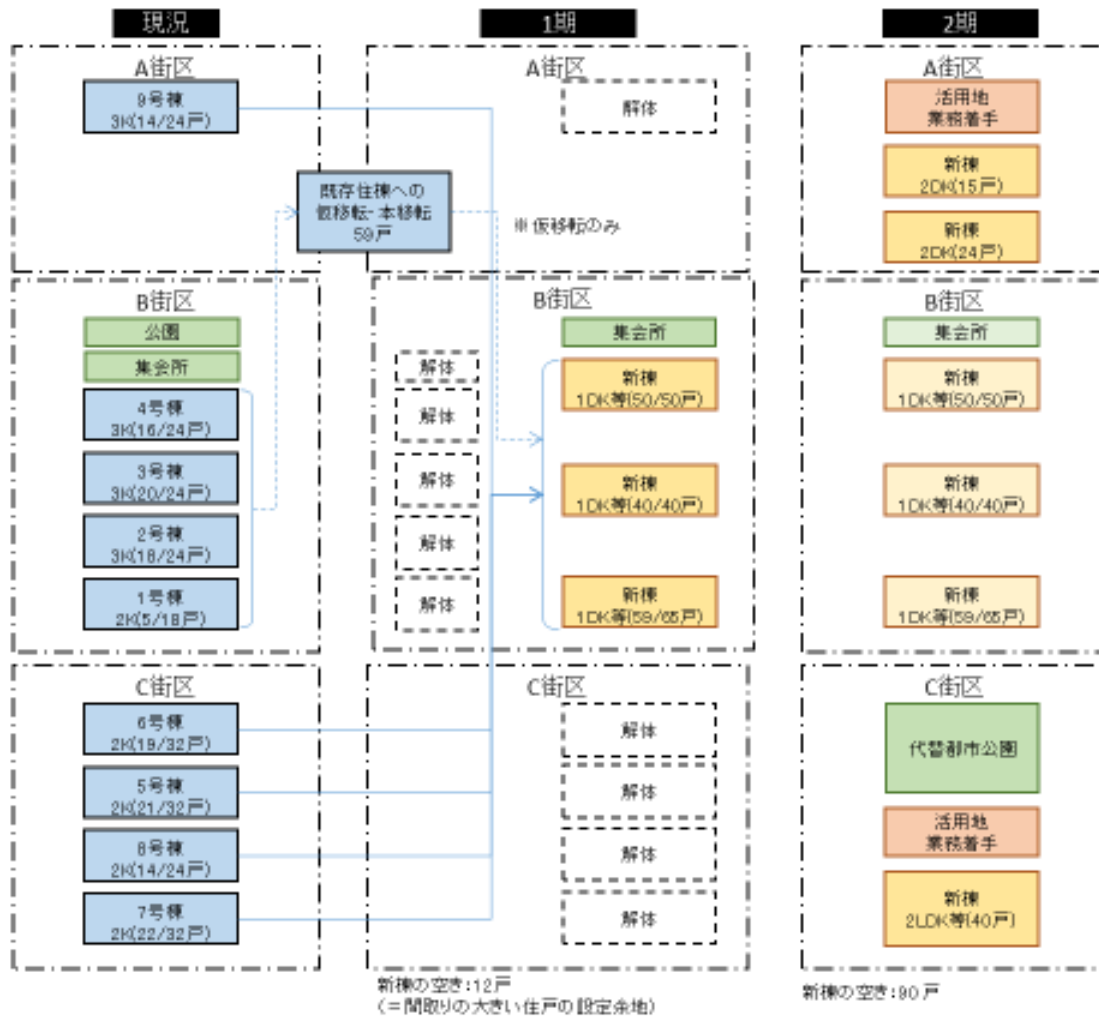 現況
A街区
9号棟
3K(14/24戸)
既存住棟への
仮移転・本移転
59戸
B街区
公園
集会所
4号棟
3K(16/24戸)
3号棟
3K(20/24戸)
2号棟
3K(18/24戸)
1号棟
2K(5/18戸)
C街区
6号棟
2K(19/32戸)
5号棟
2K(21/32戸)
8号棟
2K(14/24戸)
7号棟
2K(22/32戸)
1期
A街区
解体
※仮移転のみ
B街区
集会所
解体
解体
解体
解体
解体
新棟
1DK等(50/50戸)
新棟
1DK等(40/40戸)
新棟
1DK等(59/65戸)
C街区
解体
解体
解体
解体
新棟の空き:12戸
(=間取りの大きい住戸の設定余地)
2期
A街区
活用地
業務着手
新棟
2DK(15戸)
新棟
2DK(24戸)
B街区
集会所
新棟
1DK等(50/50戸)
新棟
1DK等(40/40戸)
新棟
1DK等(59/65戸)
C街区
代替都市公園
活用地
業務着手
新棟
2LDK等(40戸)
新棟の空き:90戸